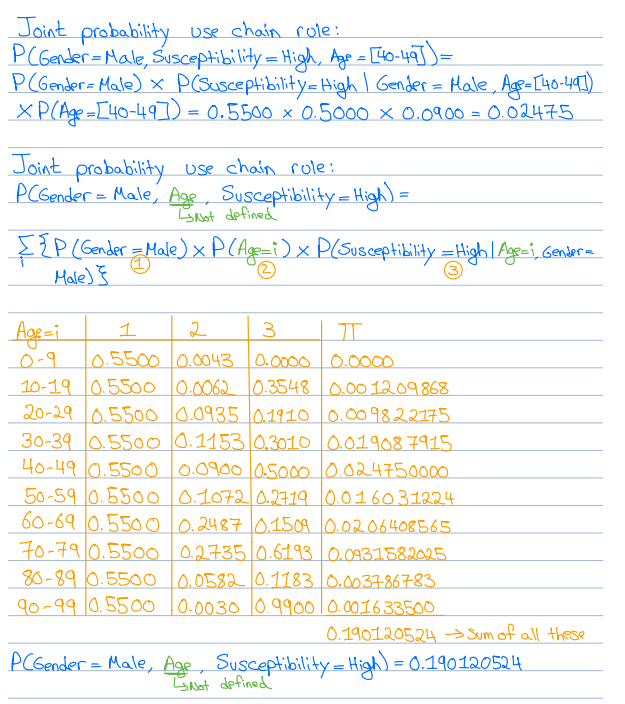 Joint probability use chain role:
P(Gender=Male, Susceptibility=High, Age=[40-49])=
P(Gender=Male) × P(Susceptibility=High | Gender=Male, Age=[40-49])
×P(Age=[40-49]) = 0.5500 × 0.5000 × 0.0900 = 0.02475
Joint probability use chain role:
P(Gender=Male, Age, Susceptibility=High) =
↳Not defined
Σ{P(Gender=Male)×P(Age=i)×P(Susceptibility=High|Age=i, Gender=
i ① ② ③
Male)}
Age=i 1 2 3 Π
0-9 0.5500 0.0043 0.0000 0.0000
10-19 0.5500 0.0062 0.3548 0.001209868
20-29 0.5500 0.0935 0.1910 0.009822175
30-39 0.5500 0.1153 0.3010 0.019087915
40-49 0.5500 0.0900 0.5000 0.024750000
50-59 0.5500 0.1072 0.2719 0.016031224
60-69 0.5500 0.2487 0.1509 0.0206408565
70-79 0.5500 0.2735 0.6193 0.0931582025
80-89 0.5500 0.0582 0.1183 0.003786783
90-99 0.5500 0.0030 0.9900 0.001633500
0.190120524 → Sum of all these
P(Gender=Male, Age, Susceptibility=High) = 0.190120524
↳Not defined